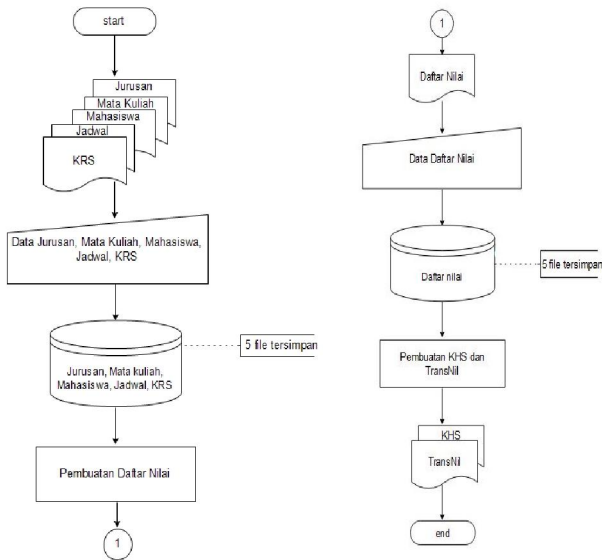 start
Jurusan
Mata Kuliah
Mahasiswa
Jadwal
KRS
Data Jurusan, Mata Kuliah, Mahasiswa,
Jadwal, KRS
Jurusan, Mata kuliah,
Mahasiswa, Jadwal, KRS
5 file tersimpan
Pembuatan Daftar Nilai
1
1
Daftar Nilai
Data Daftar Nilai
Daftar nilai
5 file tersimpan
Pembuatan KHS dan
TransNil
KHS
TransNil
end